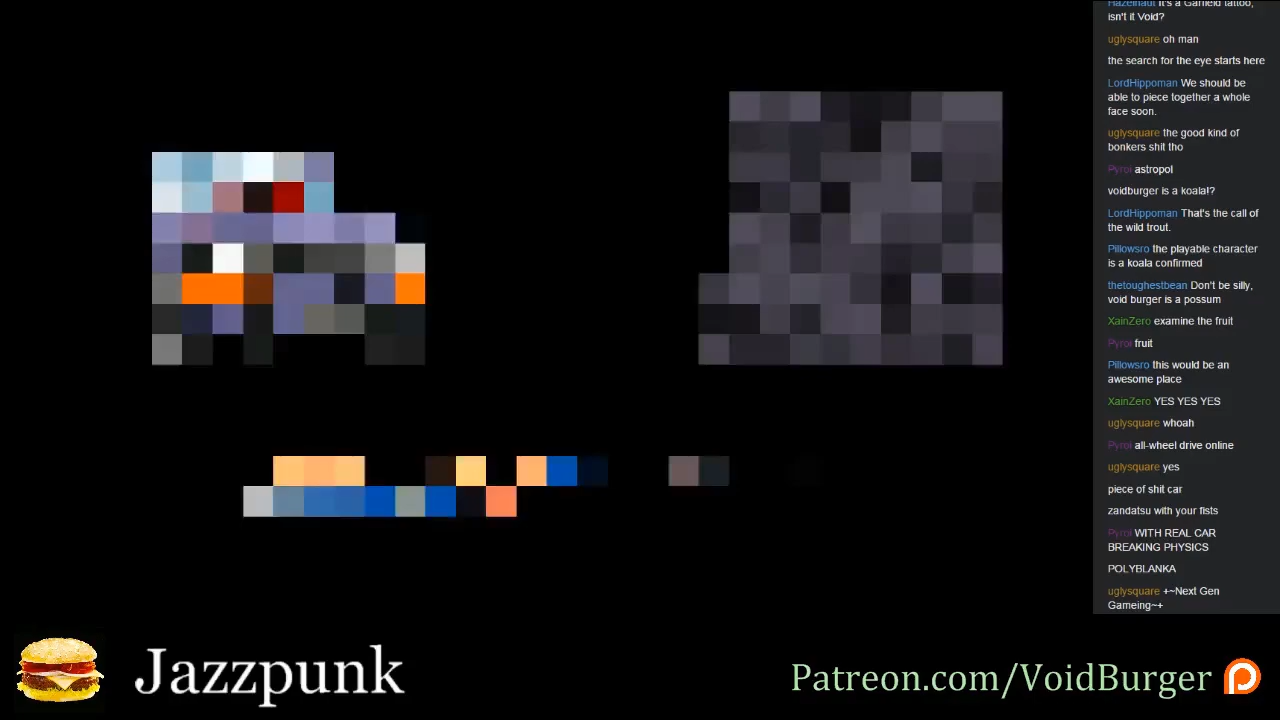 Hazelnaut It's a Garfield tattoo,
isn't it Void?
uglysquare oh man
the search for the eye starts here
LordHippoman We should be
able to piece together a whole
face soon.
uglysquare the good kind of
bonkers shit tho
Pyroi astropol
voidburger is a koala!?
LordHippoman That's the call of
the wild trout.
Pillowsro the playable character
is a koala confirmed
thetoughestbean Don't be silly,
void burger is a possum
XainZero examine the fruit
Pyroi fruit
Pillowsro this would be an
awesome place
XainZero YES YES YES
uglysquare whoah
Pyroi all-wheel drive online
uglysquare yes
piece of shit car
zandatsu with your fists
Pyroi WITH REAL CAR
BREAKING PHYSICS
POLYBLANKA
uglysquare +~Next Gen
Gameing~+
Jazzpunk
Patreon.com/VoidBurger